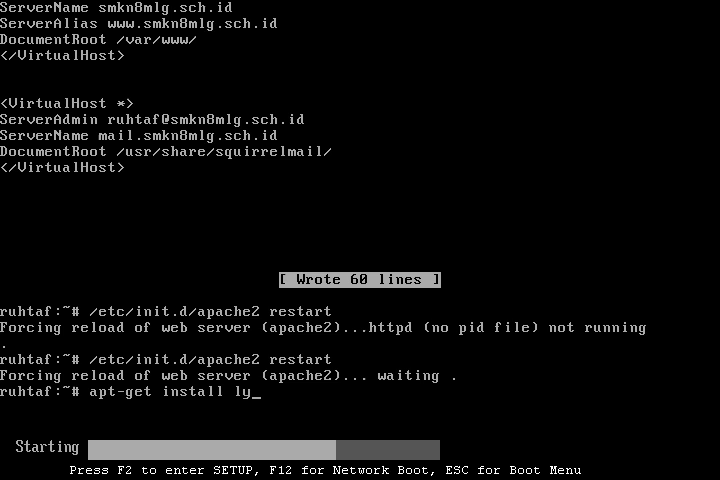 ServerName smkn8mlg.sch.id
ServerAlias www.smkn8mlg.sch.id
DocumentRoot /var/www/
</VirtualHost>
<VirtualHost *>
ServerAdmin ruhtaf@smkn8mlg.sch.id
ServerName mail.smkn8mlg.sch.id
DocumentRoot /usr/share/squirrelmail/
</VirtualHost>
[ Wrote 60 lines ]
ruhtaf:~# /etc/init.d/apache2 restart
Forcing reload of web server (apache2)...httpd (no pid file) not running
.
ruhtaf:~# /etc/init.d/apache2 restart
Forcing reload of web server (apache2)... waiting .
ruhtaf:~# apt-get install ly_
Starting
Press F2 to enter SETUP, F12 for Network Boot, ESC for Boot Menu